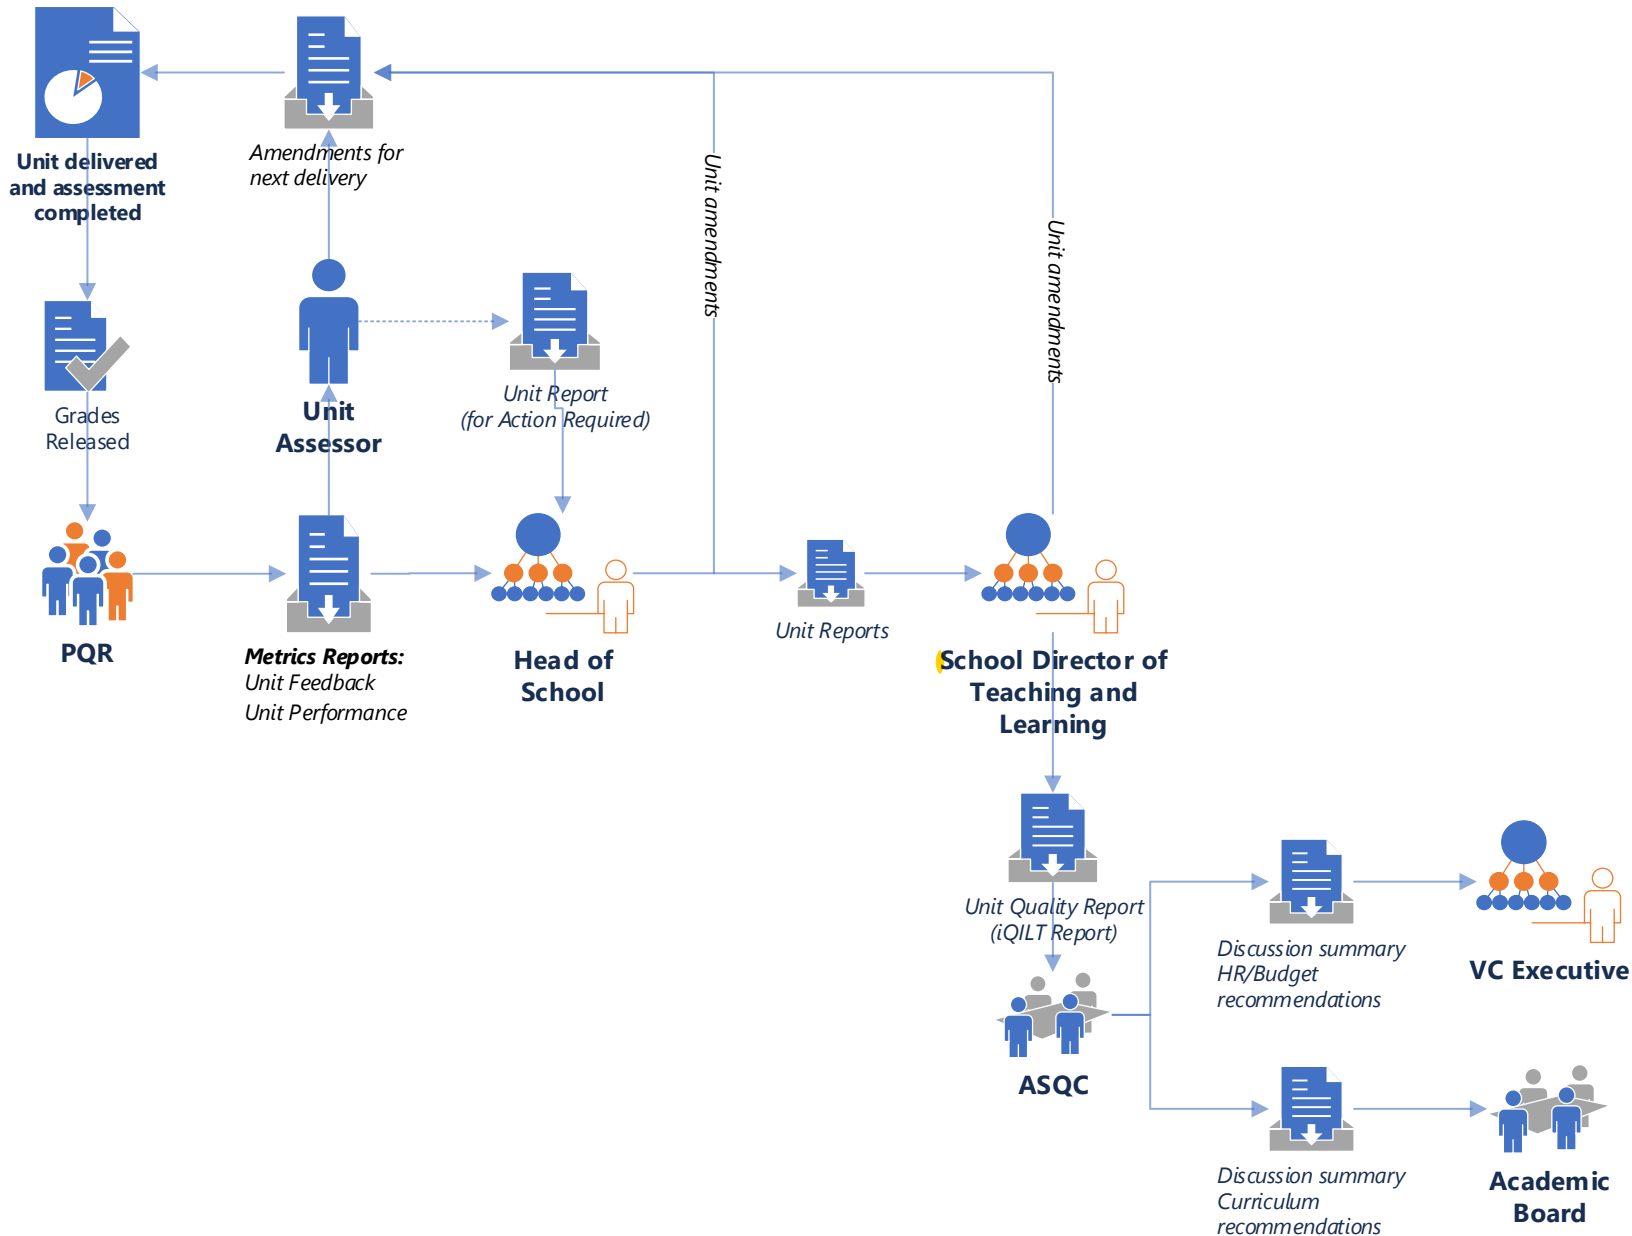 Unit delivered
and assessment
completed
Amendments for
next delivery
Unit amendments
Unit amendments
Grades
Released
Unit
Assessor
Unit Report
(for Action Required)
PQR
Metrics Reports:
Unit Feedback
Unit Performance
Head of
School
Unit Reports
School Director of
Teaching and
Learning
Unit Quality Report
(iQILT Report)
ASQC
Discussion summary
HR/Budget
recommendations
VC Executive
Discussion summary
Curriculum
recommendations
Academic
Board